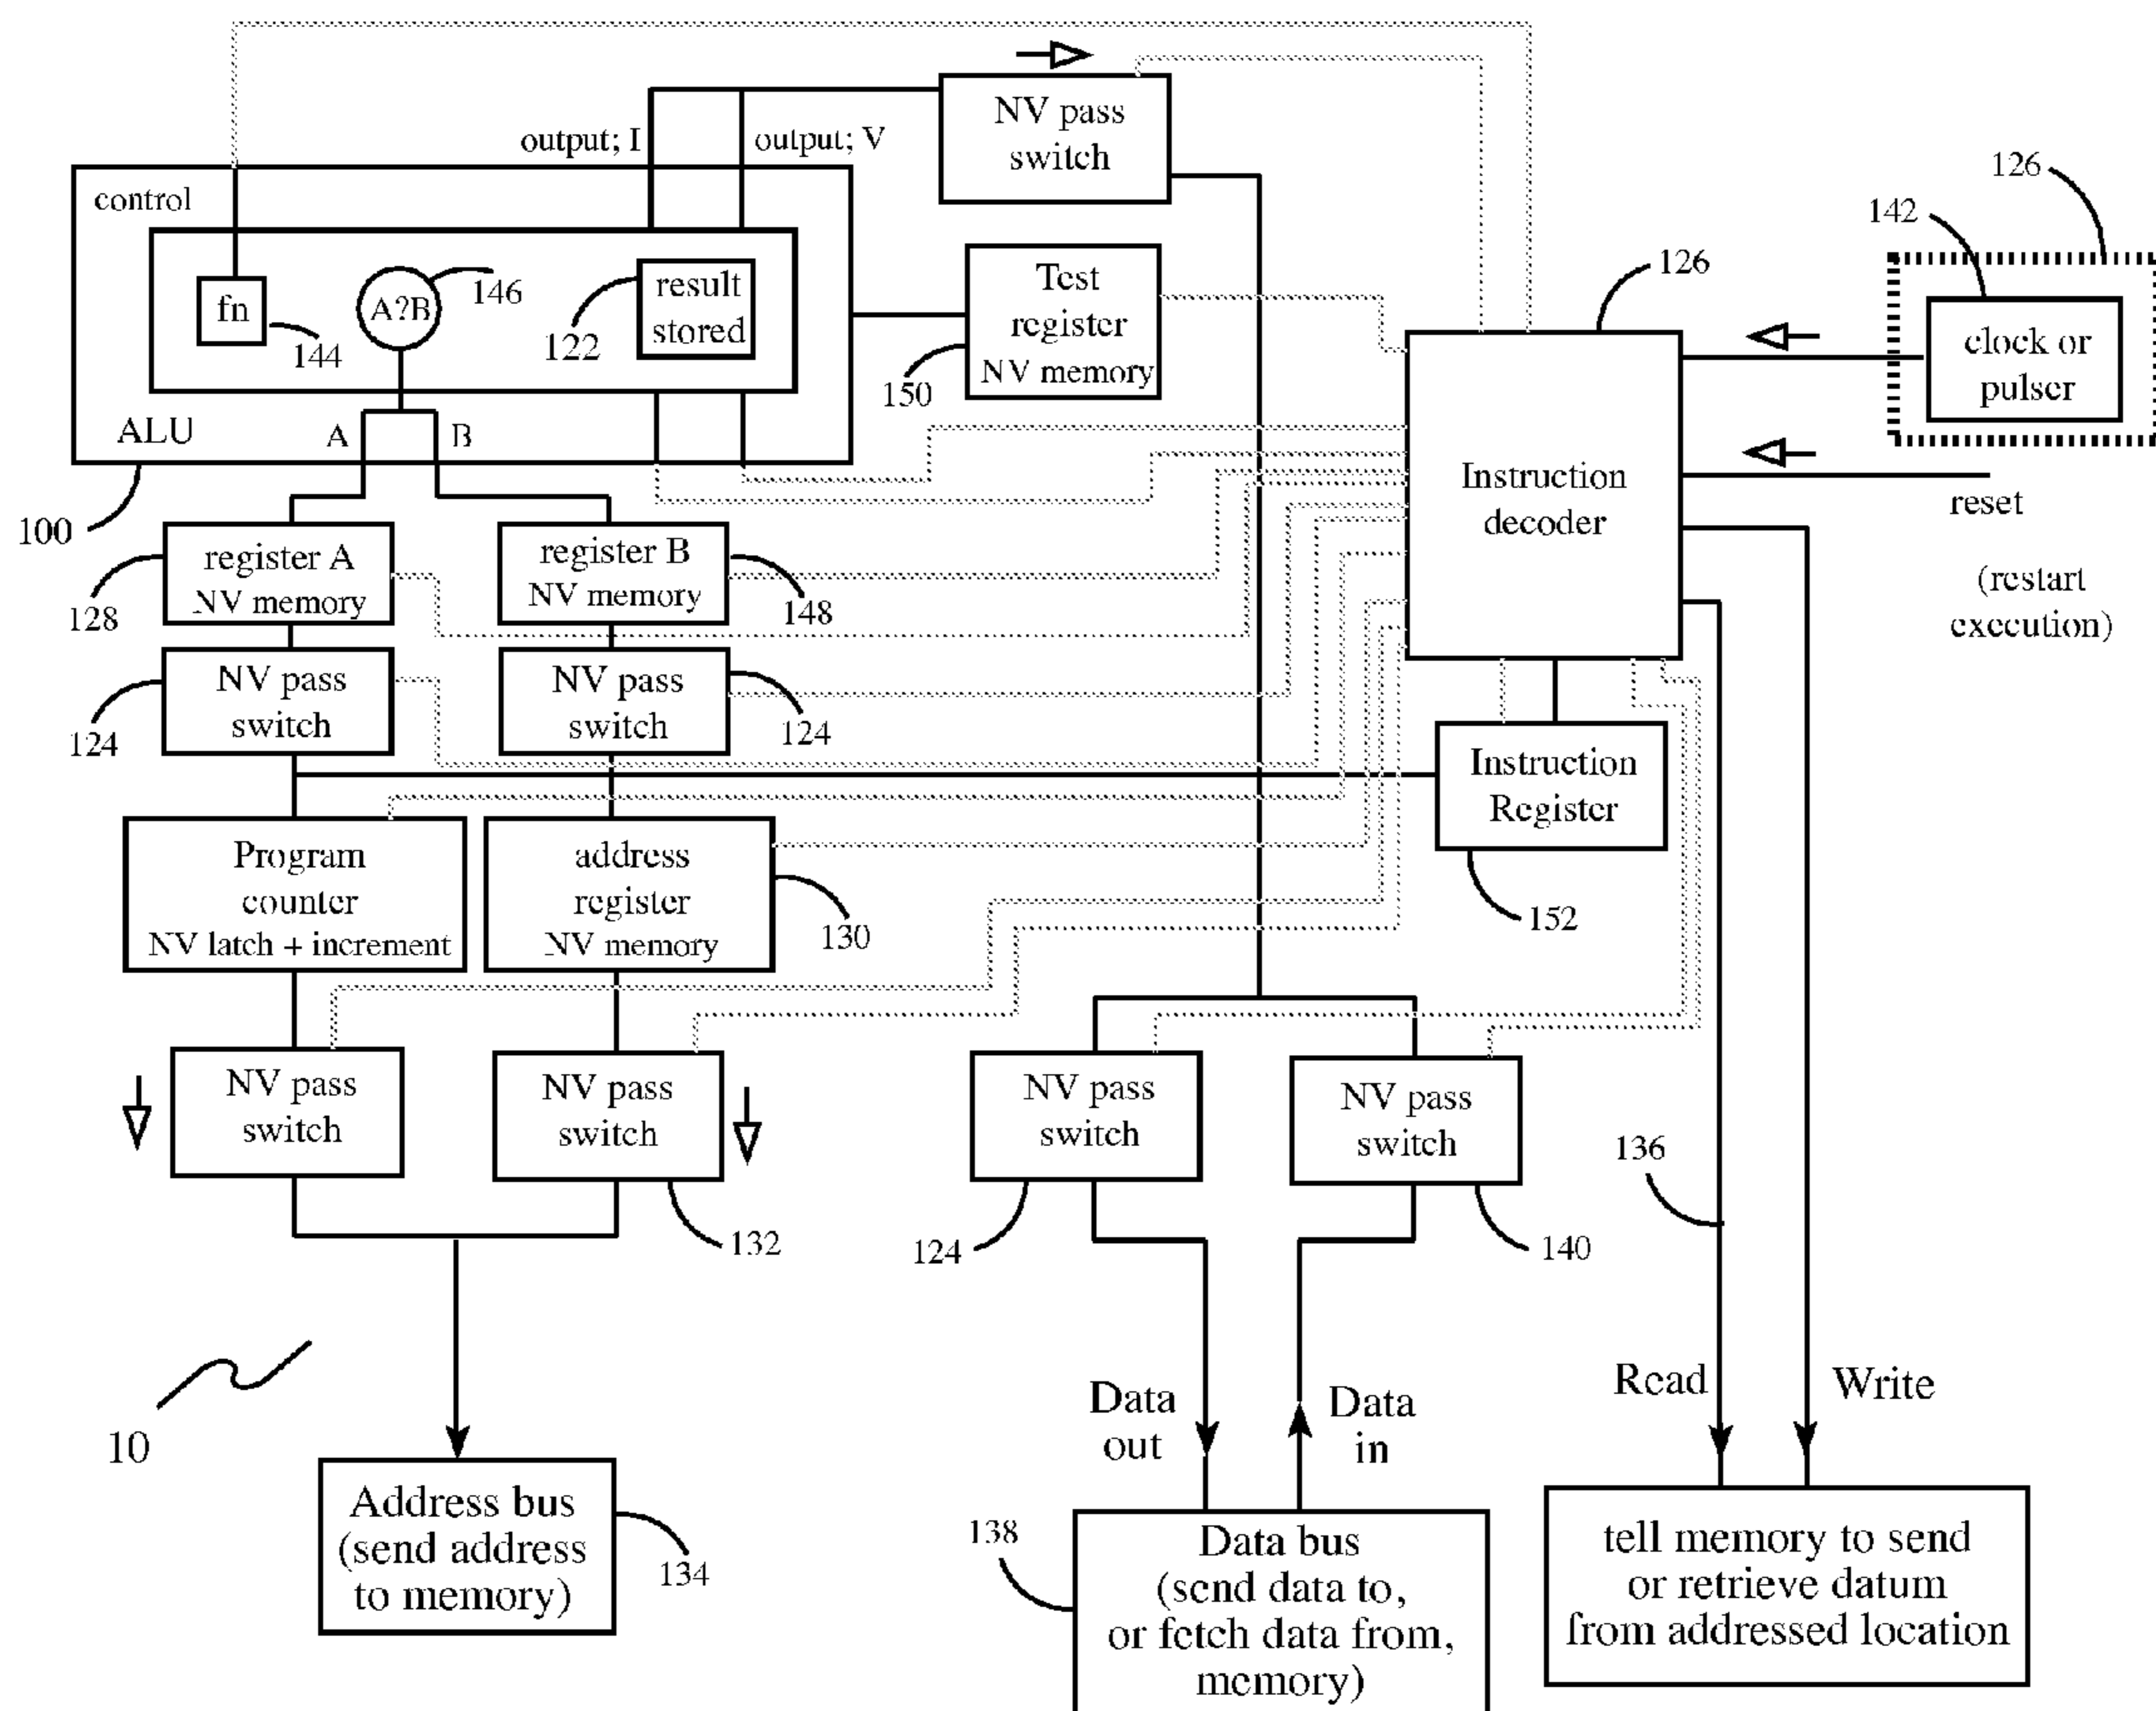 output; I
output; V
NV pass
switch
126
142
control
fn
144
A?B
146
122
result
stored
Test
register
NV memory
150
126
clock or
pulser
ALU
A
B
100
Instruction
decoder
reset
(restart
execution)
register A
NV memory
128
register B
NV memory
148
NV pass
switch
124
NV pass
switch
124
Instruction
Register
152
Program
counter
NV latch + increment
address
register
NV memory
130
NV pass
switch
NV pass
switch
132
NV pass
switch
124
NV pass
switch
140
136
10
Data
out
Data
in
Read
Write
Address bus
(send address
to memory)
134
138
Data bus
(send data to,
or fetch data from,
memory)
tell memory to send
or retrieve datum
from addressed location